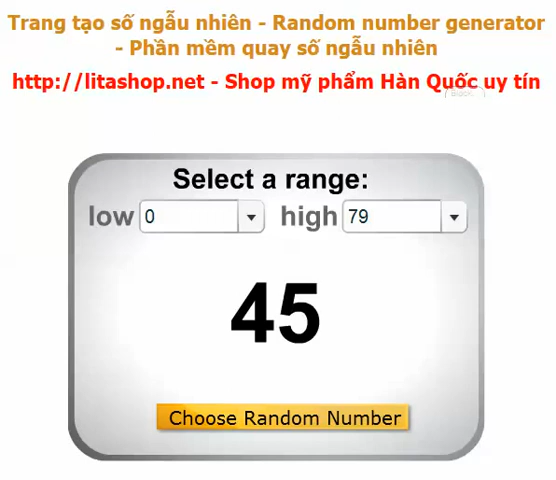 Trang tạo số ngẫu nhiên - Random number generator
- Phần mềm quay số ngẫu nhiên
http://litashop.net - Shop mỹ phẩm Hàn Quốc uy tín
Select a range:
low 0 high 79
45
Choose Random Number